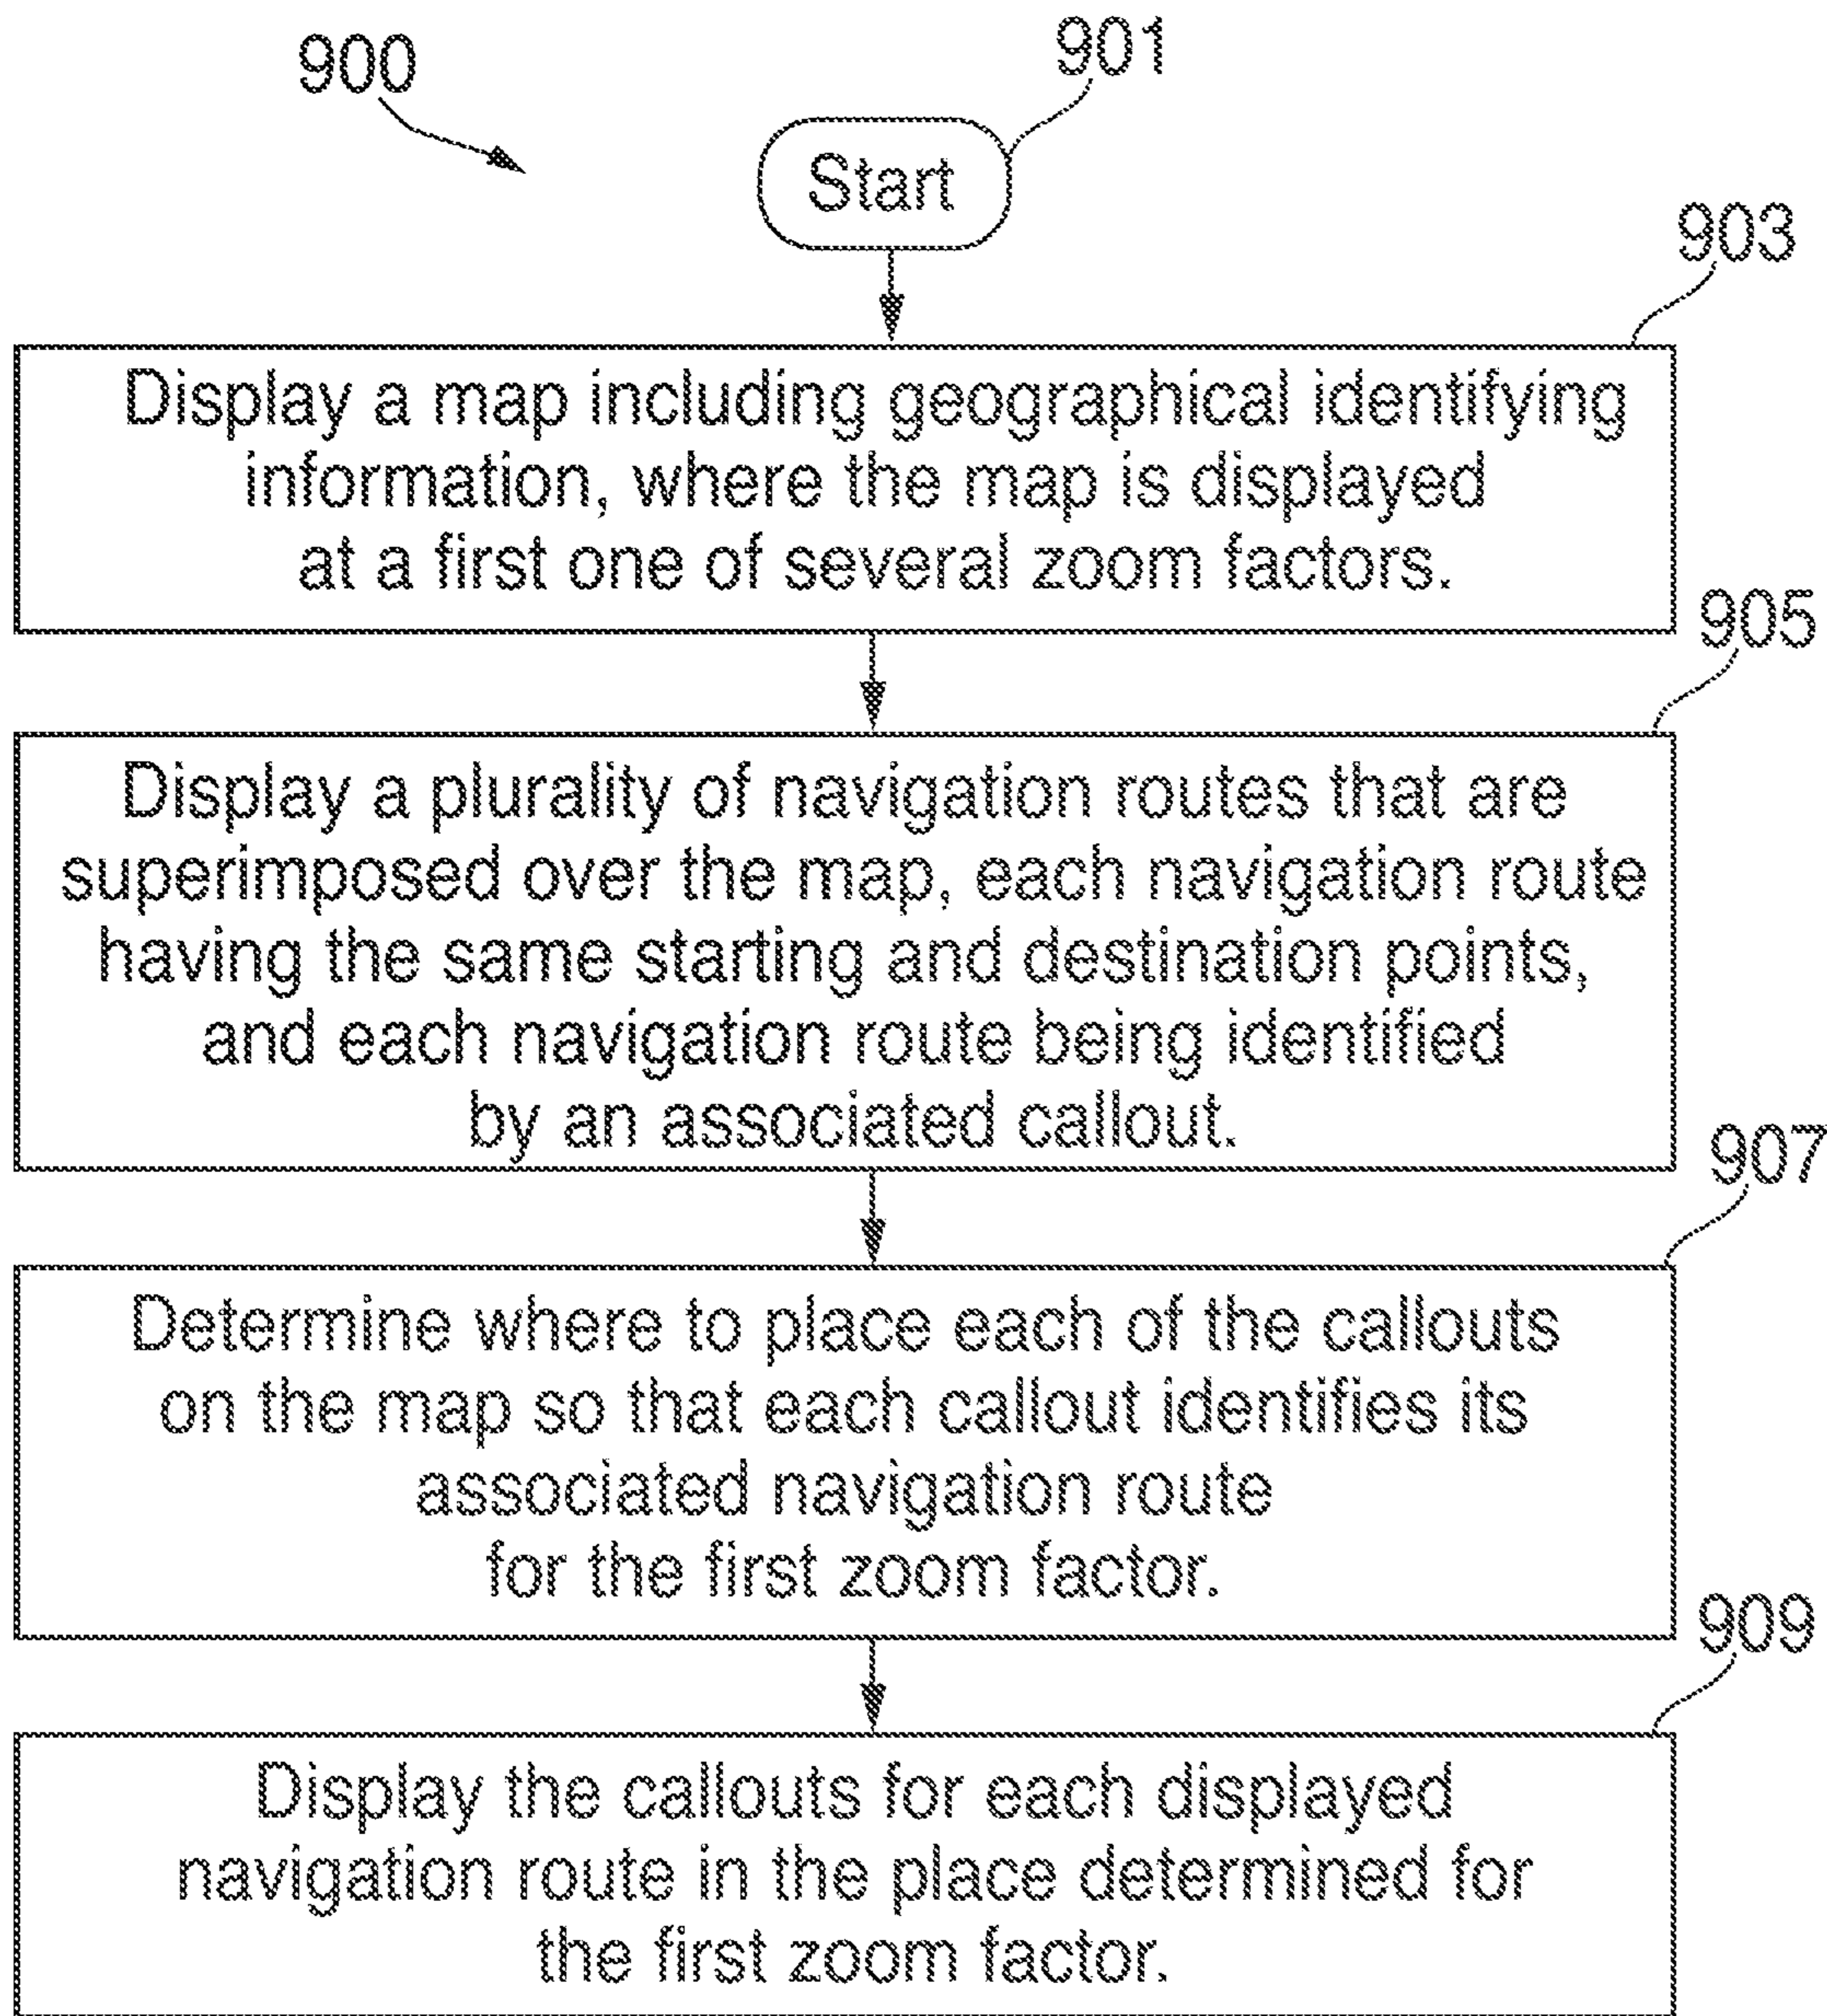 900
901
Start
903
Display a map including geographical identifying
information, where the map is displayed
at a first one of several zoom factors.
905
Display a plurality of navigation routes that are
superimposed over the map, each navigation route
having the same starting and destination points,
and each navigation route being identified
by an associated callout.
907
Determine where to place each of the callouts
on the map so that each callout identifies its
associated navigation route
for the first zoom factor.
909
Display the callouts for each displayed
navigation route in the place determined for
the first zoom factor.